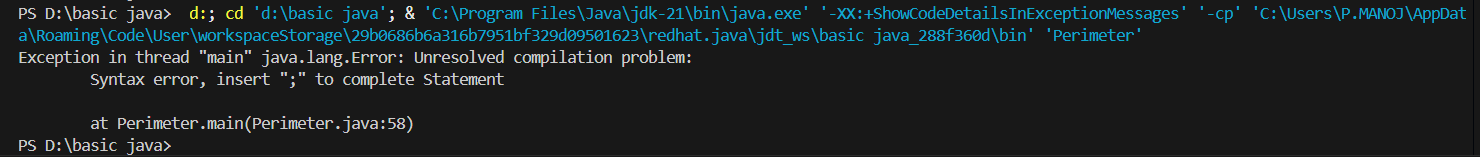 PS D:\basic java>  d:; cd 'd:\basic java'; & 'C:\Program Files\Java\jdk-21\bin\java.exe' '-XX:+ShowCodeDetailsInExceptionMessages' '-cp' 'C:\Users\P.MANOJ\AppDat
a\Roaming\Code\User\workspaceStorage\29b0686b6a316b7951bf329d09501623\redhat.java\jdt_ws\basic java_288f360d\bin' 'Perimeter'
Exception in thread "main" java.lang.Error: Unresolved compilation problem:
        Syntax error, insert ";" to complete Statement
        at Perimeter.main(Perimeter.java:58)
PS D:\basic java>